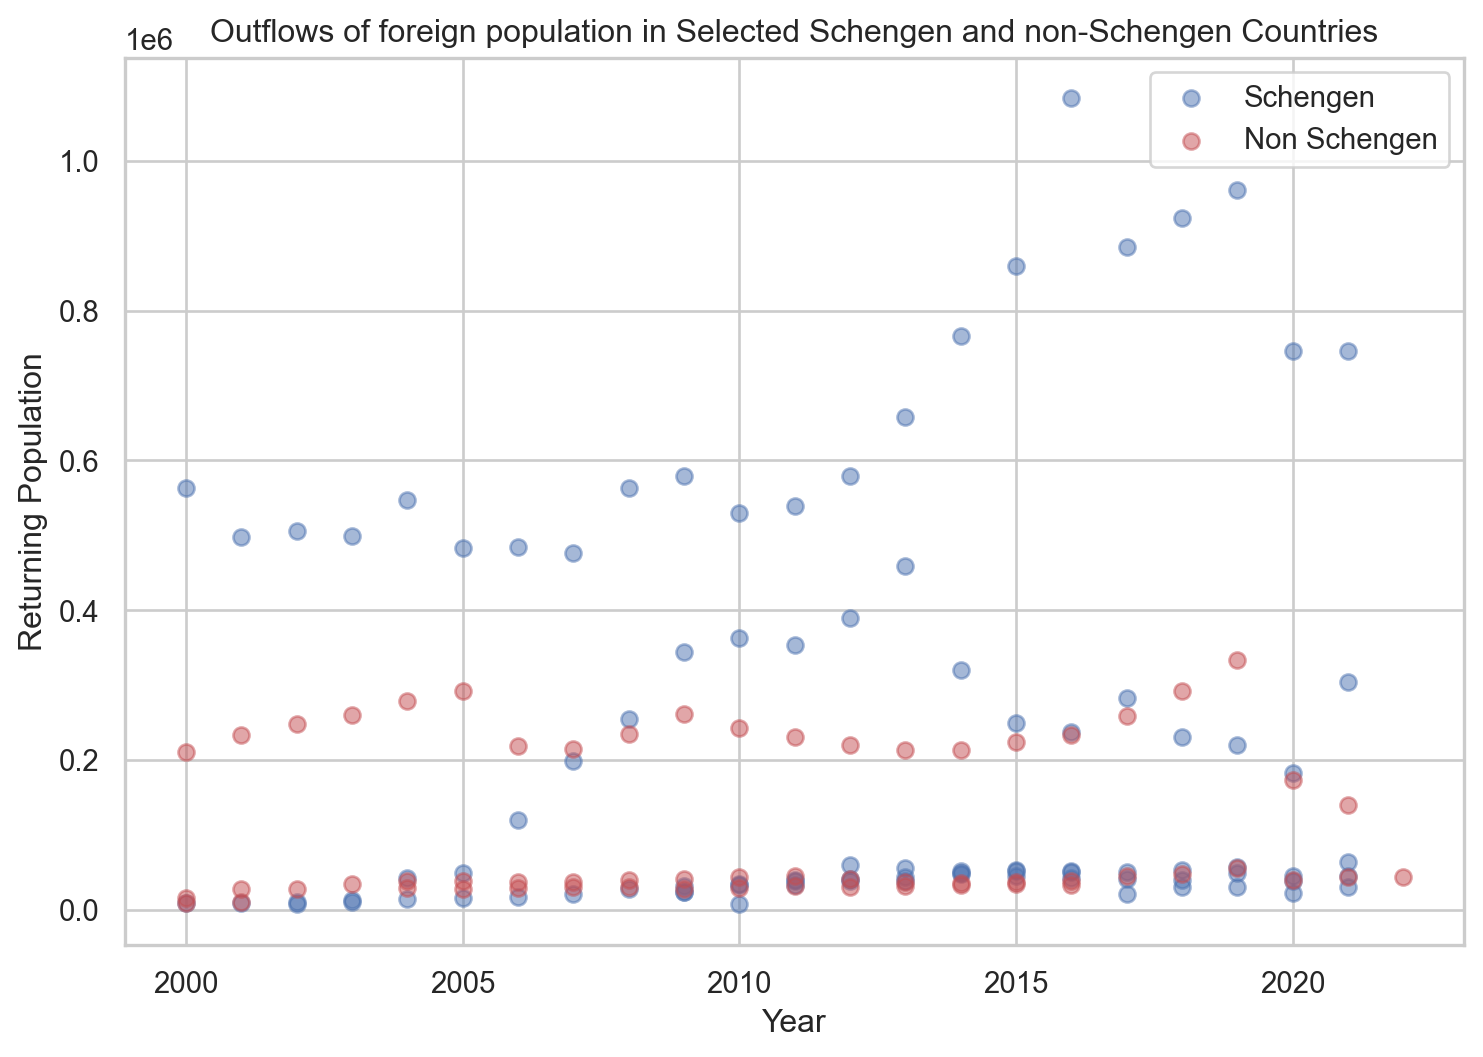 Outflows of foreign population in Selected Schengen and non-Schengen Countries
1e6
Schengen
Non Schengen
1.0
0.8
0.6
0.4
0.2
0.0
Returning Population
2000 2005 2010 2015 2020
Year